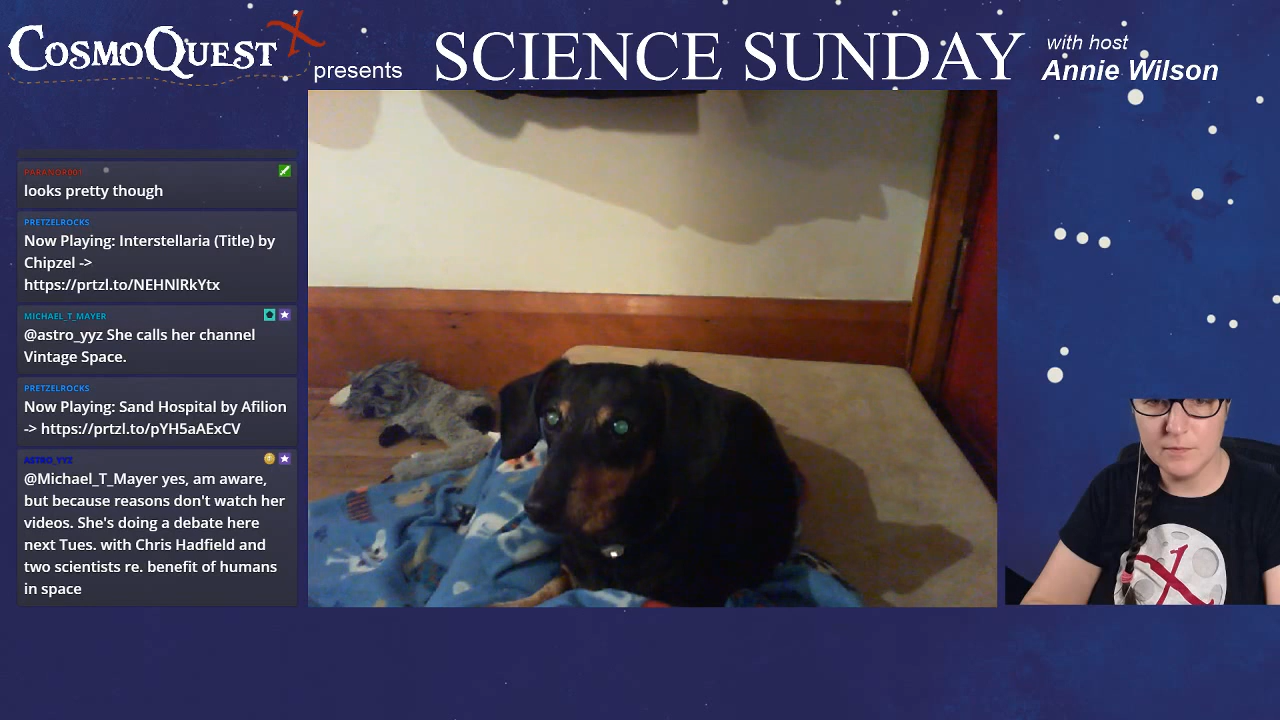 COSMOQUEST X
presents
SCIENCE SUNDAY
with host
Annie Wilson
PARANOR001
looks pretty though
PRETZELROCKS
Now Playing: Interstellaria (Title) by
Chipzel ->
https://prtzl.to/NEHNlRkYtx
MICHAEL_T_MAYER
@astro_yyz She calls her channel
Vintage Space.
PRETZELROCKS
Now Playing: Sand Hospital by Afilion
-> https://prtzl.to/pYH5aAExCV
ASTRO_YYZ
@Michael_T_Mayer yes, am aware,
but because reasons don't watch her
videos. She's doing a debate here
next Tues. with Chris Hadfield and
two scientists re. benefit of humans
in space
X